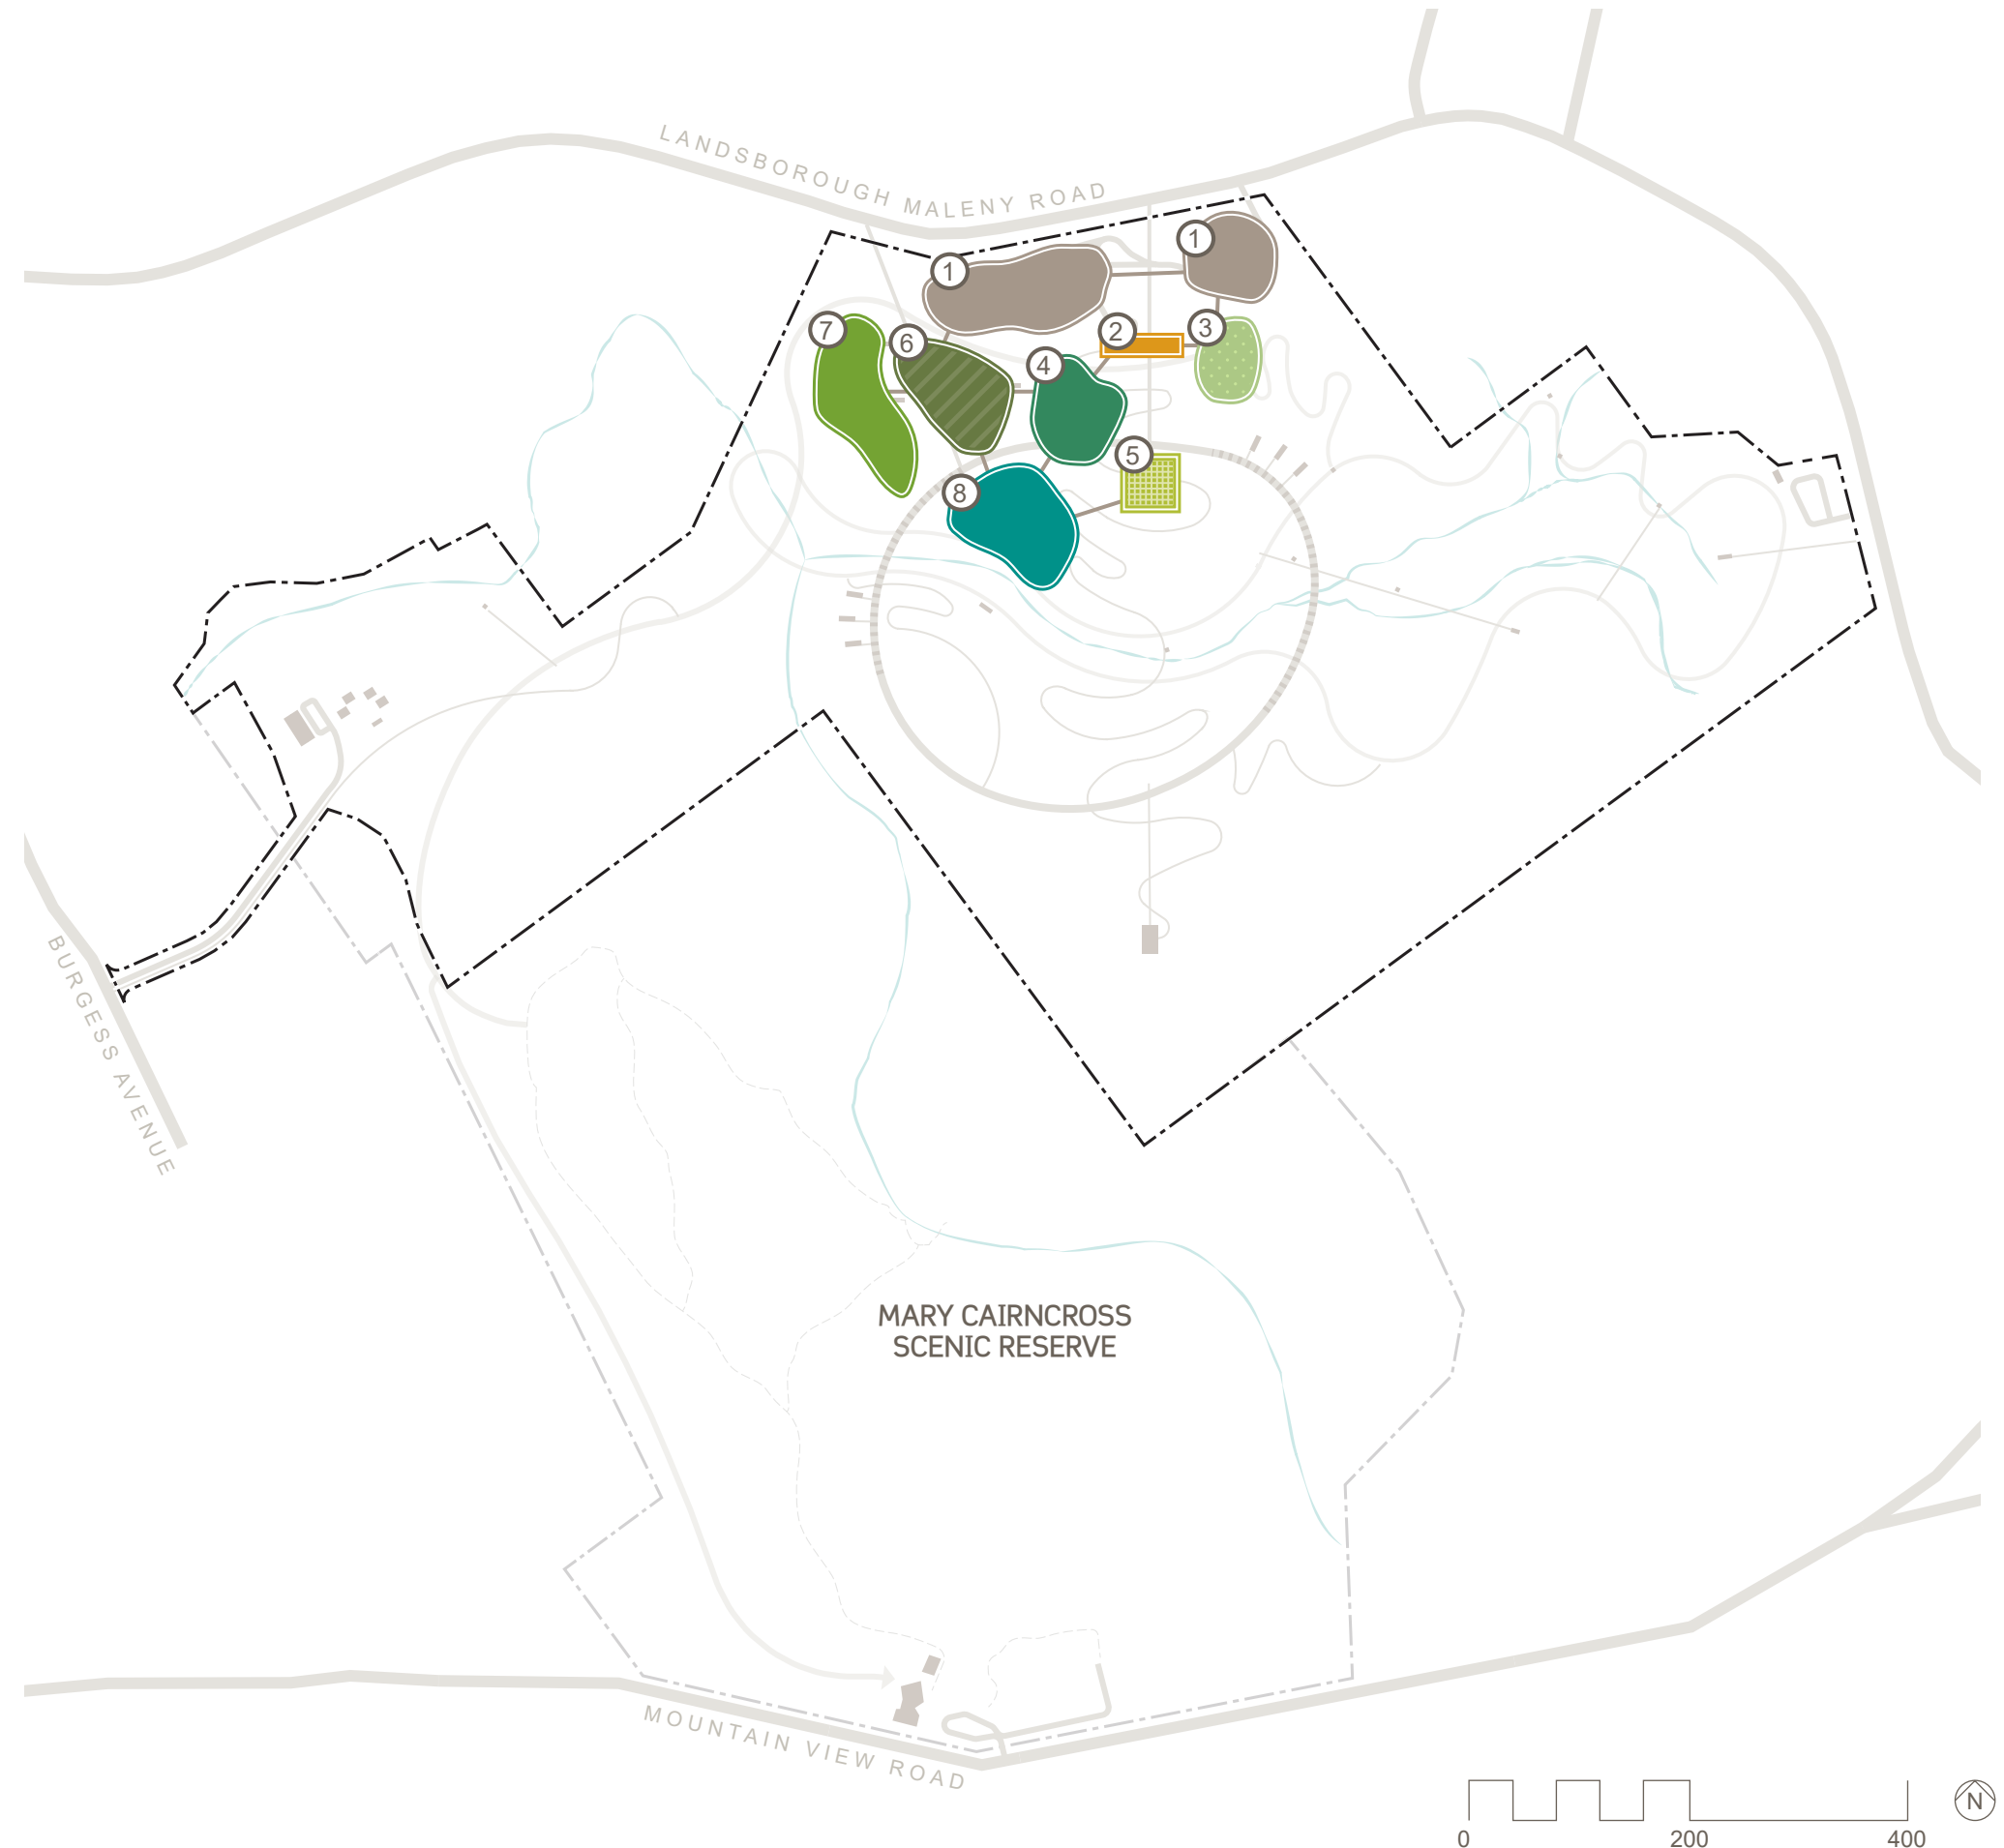 LANDSBOROUGH MALENY ROAD
1
1
7
6
2
3
4
5
8
BURGESS AVENUE
MARY CAIRNCROSS
SCENIC RESERVE
MOUNTAIN VIEW ROAD
N
0 200 400